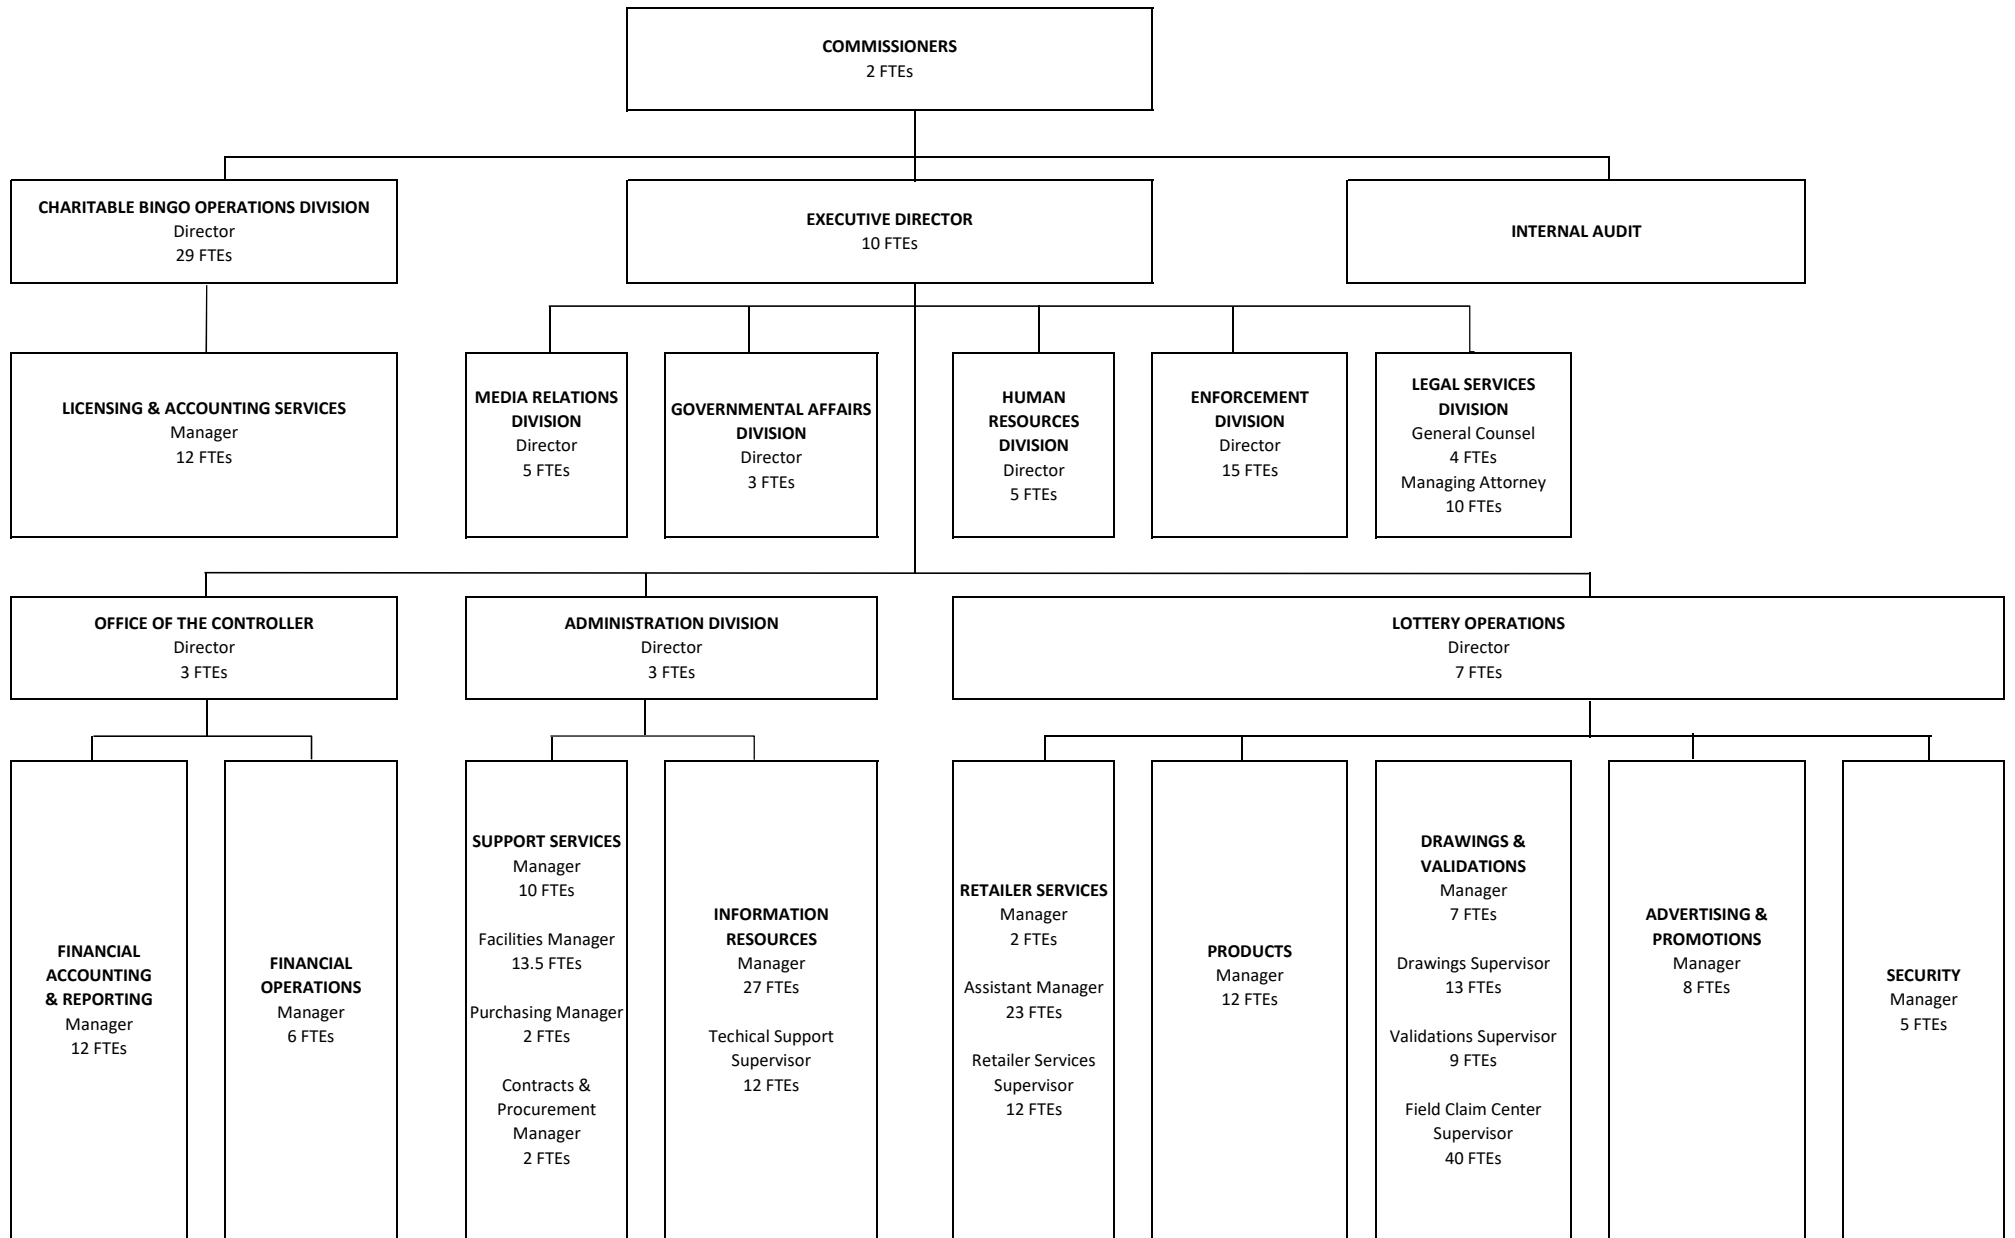 COMMISSIONERS
2 FTEs
CHARITABLE BINGO OPERATIONS DIVISION
Director
29 FTEs
EXECUTIVE DIRECTOR
10 FTEs
INTERNAL AUDIT
LICENSING & ACCOUNTING SERVICES
Manager
12 FTEs
MEDIA RELATIONS
DIVISION
Director
5 FTEs
GOVERNMENTAL AFFAIRS
DIVISION
Director
3 FTEs
HUMAN
RESOURCES
DIVISION
Director
5 FTEs
ENFORCEMENT
DIVISION
Director
15 FTEs
LEGAL SERVICES
DIVISION
General Counsel
4 FTEs
Managing Attorney
10 FTEs
OFFICE OF THE CONTROLLER
Director
3 FTEs
ADMINISTRATION DIVISION
Director
3 FTEs
LOTTERY OPERATIONS
Director
7 FTEs
FINANCIAL
ACCOUNTING
& REPORTING
Manager
12 FTEs
FINANCIAL
OPERATIONS
Manager
6 FTEs
SUPPORT SERVICES
Manager
10 FTEs
Facilities Manager
13.5 FTEs
Purchasing Manager
2 FTEs
Contracts &
Procurement
Manager
2 FTEs
INFORMATION
RESOURCES
Manager
27 FTEs
Techical Support
Supervisor
12 FTEs
RETAILER SERVICES
Manager
2 FTEs
Assistant Manager
23 FTEs
Retailer Services
Supervisor
12 FTEs
PRODUCTS
Manager
12 FTEs
DRAWINGS &
VALIDATIONS
Manager
7 FTEs
Drawings Supervisor
13 FTEs
Validations Supervisor
9 FTEs
Field Claim Center
Supervisor
40 FTEs
ADVERTISING &
PROMOTIONS
Manager
8 FTEs
SECURITY
Manager
5 FTEs